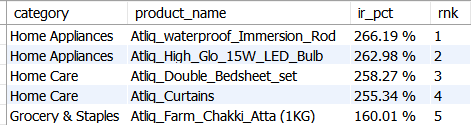 category product_name ir_pct rnk
Home Appliances Atliq_waterproof_Immersion_Rod 266.19 % 1
Home Appliances Atliq_High_Glo_15W_LED_Bulb 262.98 % 2
Home Care Atliq_Double_Bedsheet_set 258.27 % 3
Home Care Atliq_Curtains 255.34 % 4
Grocery & Staples Atliq_Farm_Chakki_Atta (1KG) 160.01 % 5